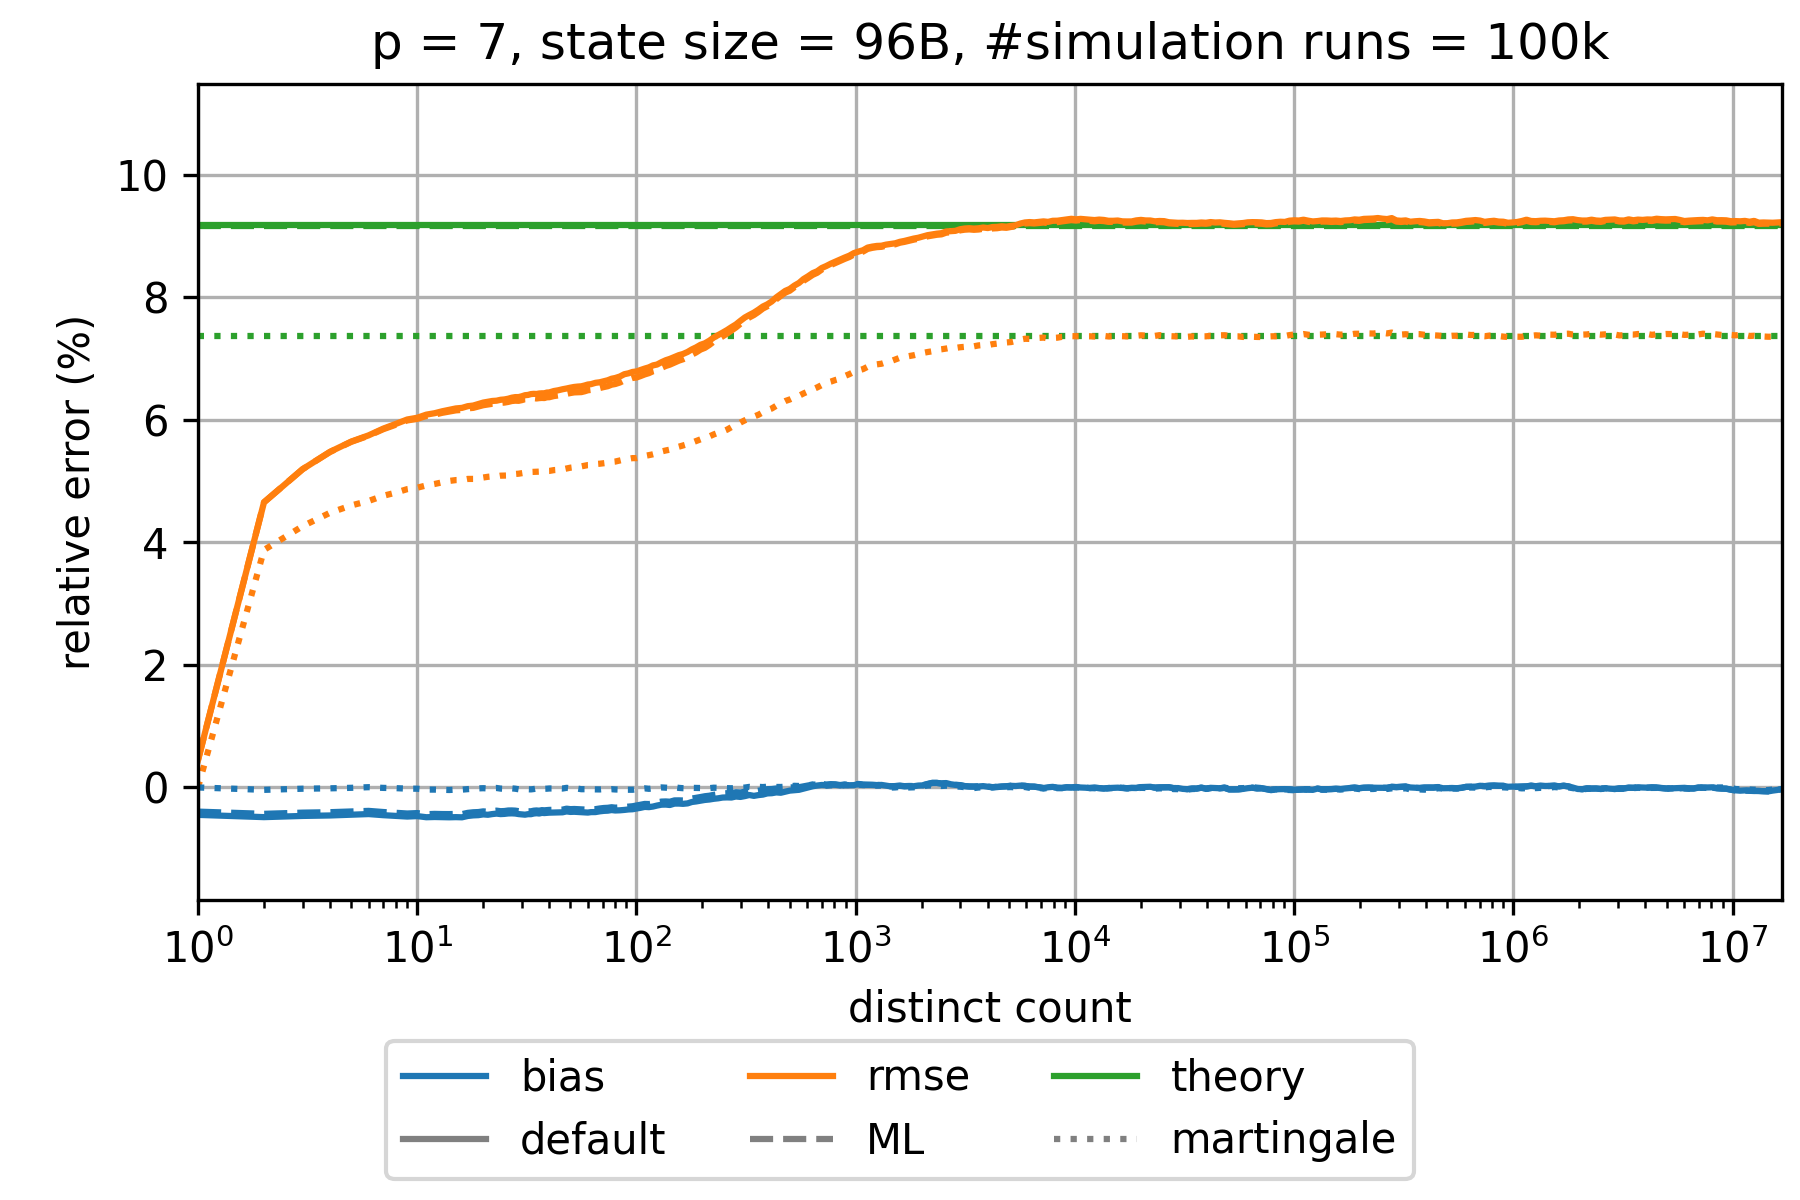 p = 7, state size = 96B, #simulation runs = 100k
relative error (%)
10
8
6
4
2
0
10⁰ 10¹ 10² 10³ 10⁴ 10⁵ 10⁶ 10⁷
distinct count
bias rmse theory
default ML martingale